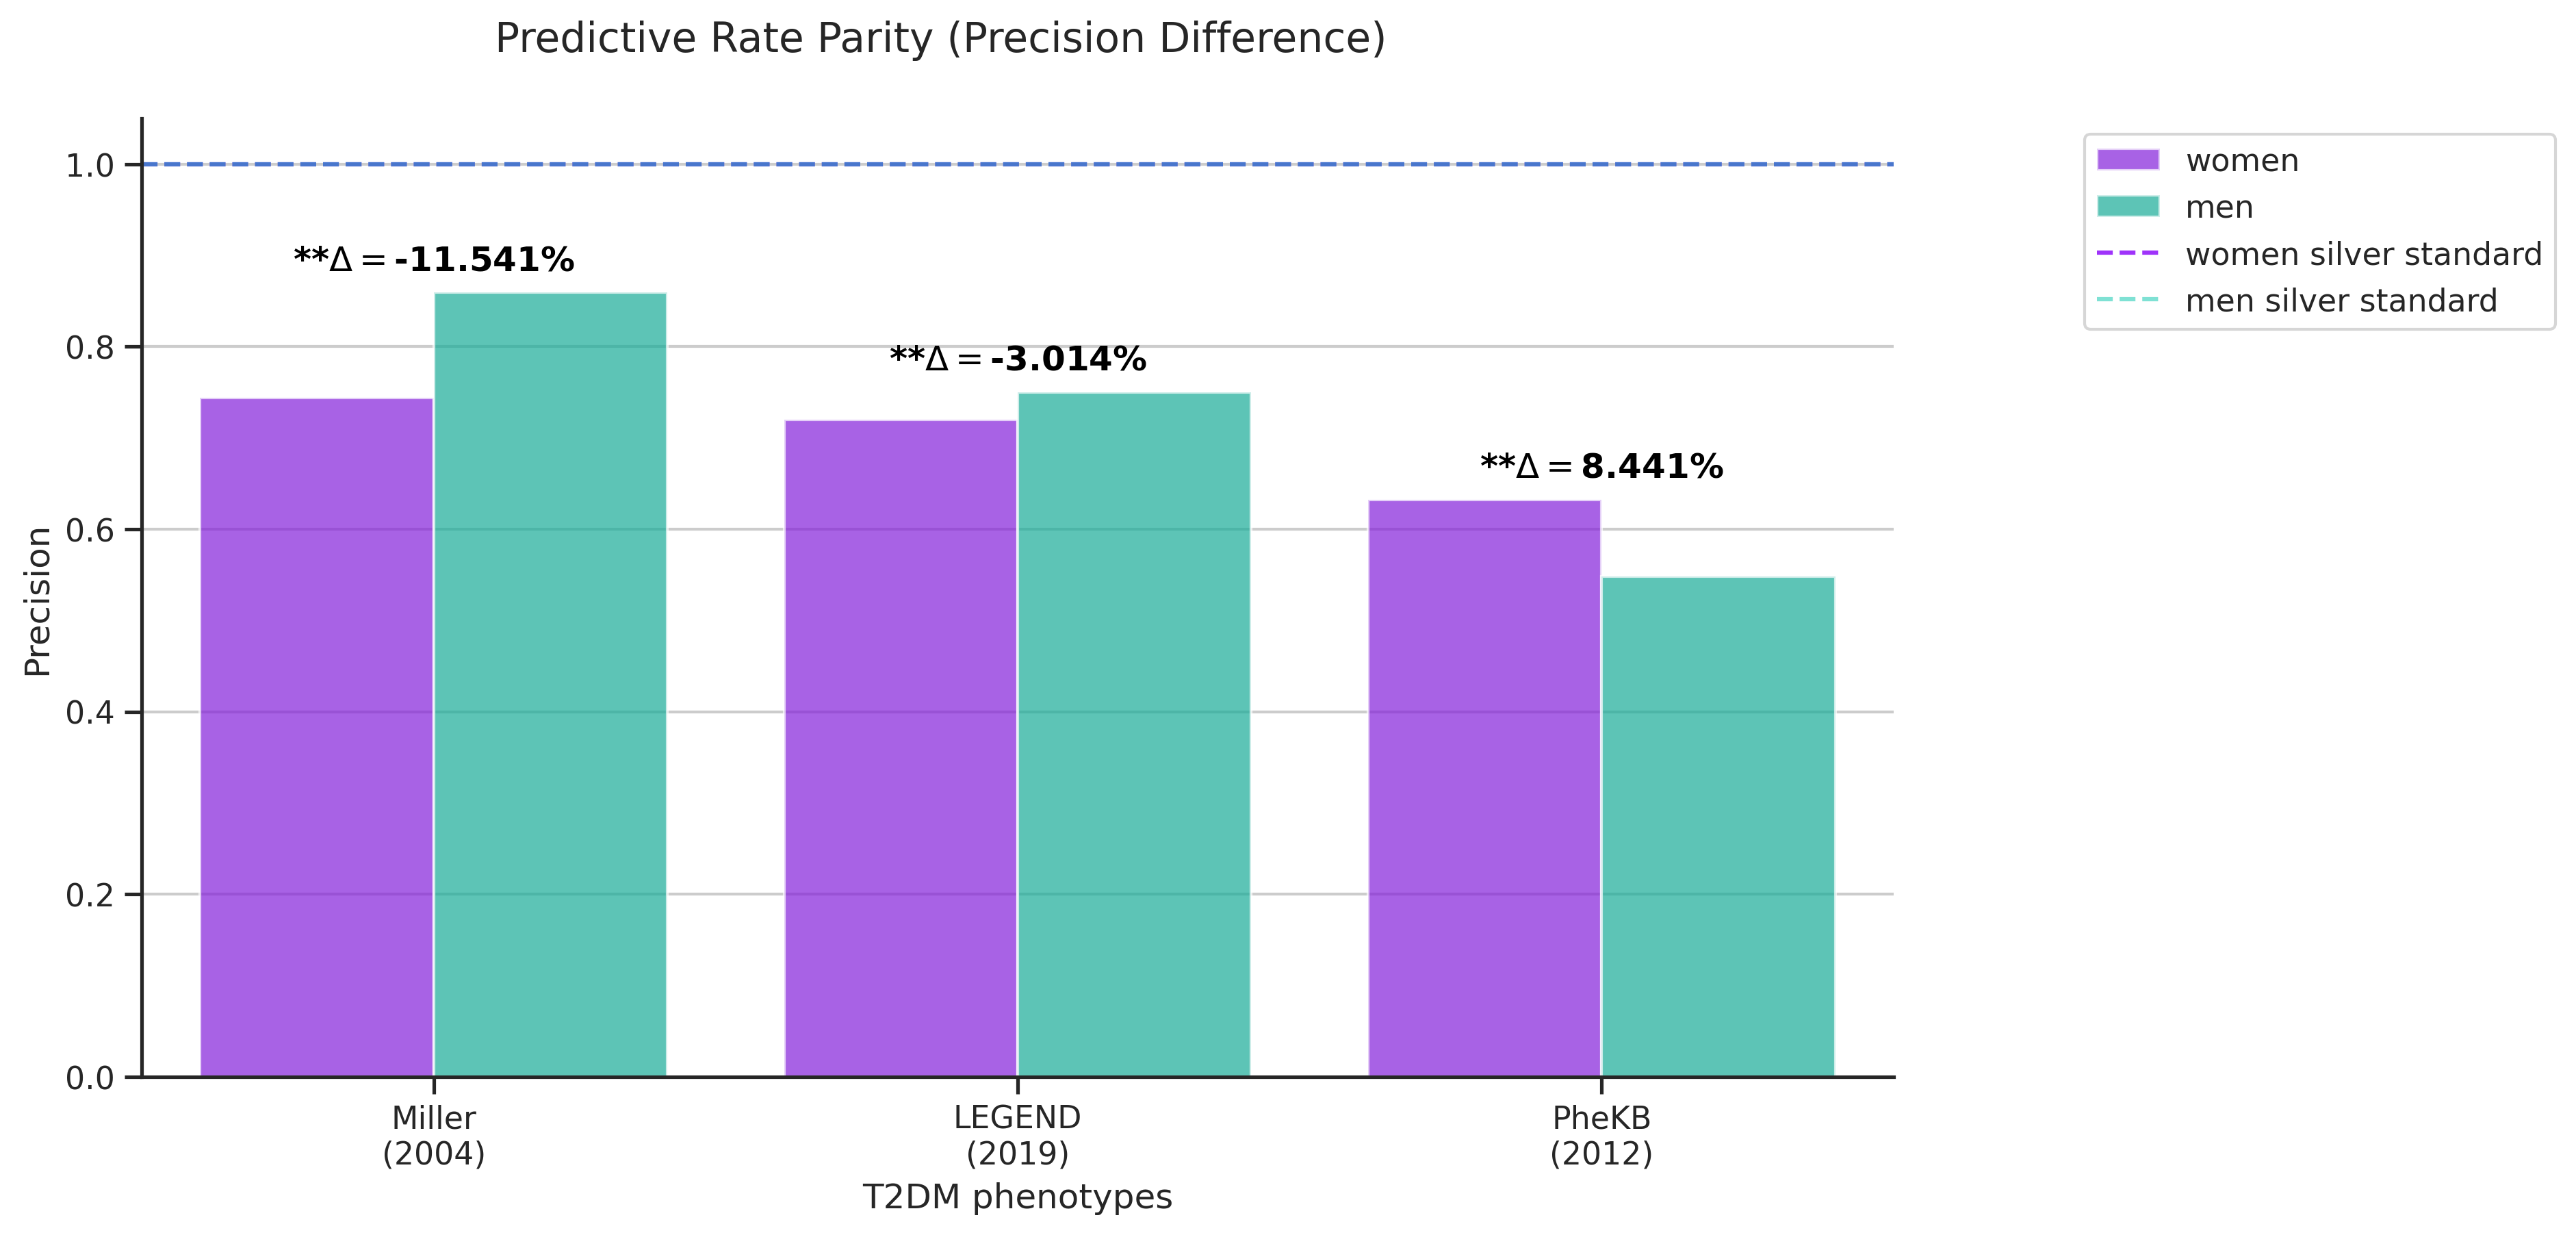 Predictive Rate Parity (Precision Difference)
1.0
0.8
0.6
0.4
0.2
0.0
Precision
**Δ = -11.541%
**Δ = -3.014%
**Δ = 8.441%
Miller
(2004)
LEGEND
(2019)
PheKB
(2012)
T2DM phenotypes
women
men
women silver standard
men silver standard